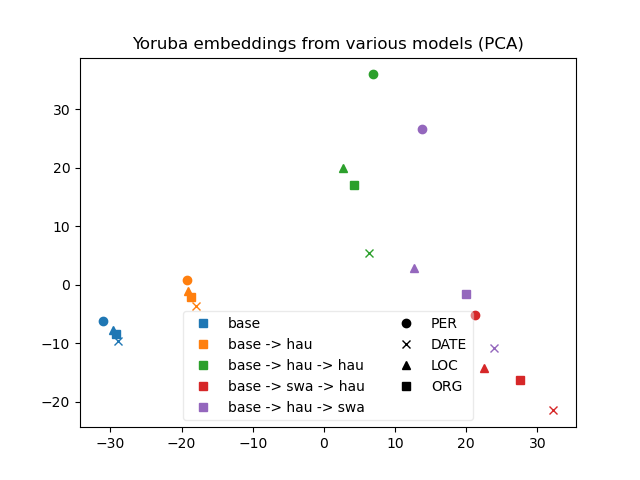 Yoruba embeddings from various models (PCA)
30
20
10
0
−10
−20
base
base -> hau
base -> hau -> hau
base -> swa -> hau
base -> hau -> swa
PER
DATE
LOC
ORG
−30
−20
−10
0
10
20
30